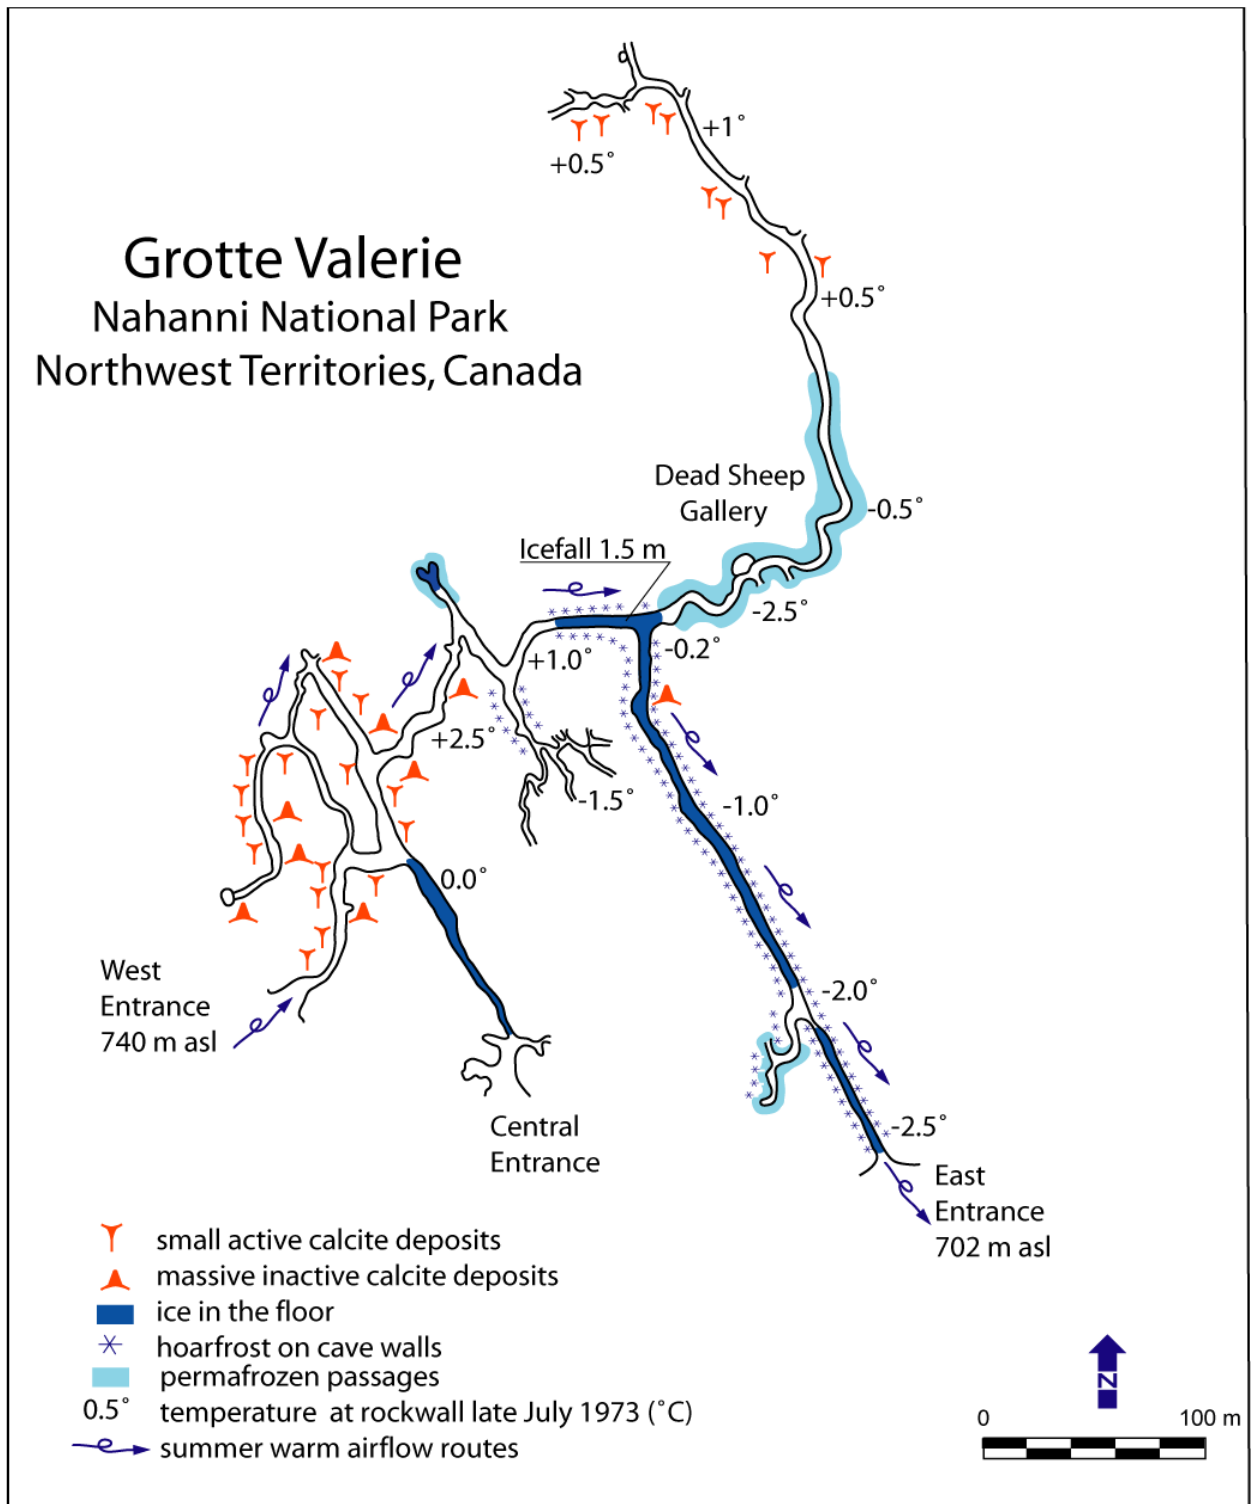 Grotte Valerie
Nahanni National Park
Northwest Territories, Canada
+0.5°
+1°
+0.5°
Dead Sheep
Gallery
-0.5°
Icefall 1.5 m
-2.5°
+1.0°
-0.2°
+2.5°
-1.5°
-1.0°
0.0°
West
Entrance
740 m asl
-2.0°
Central
Entrance
-2.5°
East
Entrance
702 m asl
small active calcite deposits
massive inactive calcite deposits
ice in the floor
hoarfrost on cave walls
permafrozen passages
0.5° temperature at rockwall late July 1973 (°C)
summer warm airflow routes
N
0 100 m